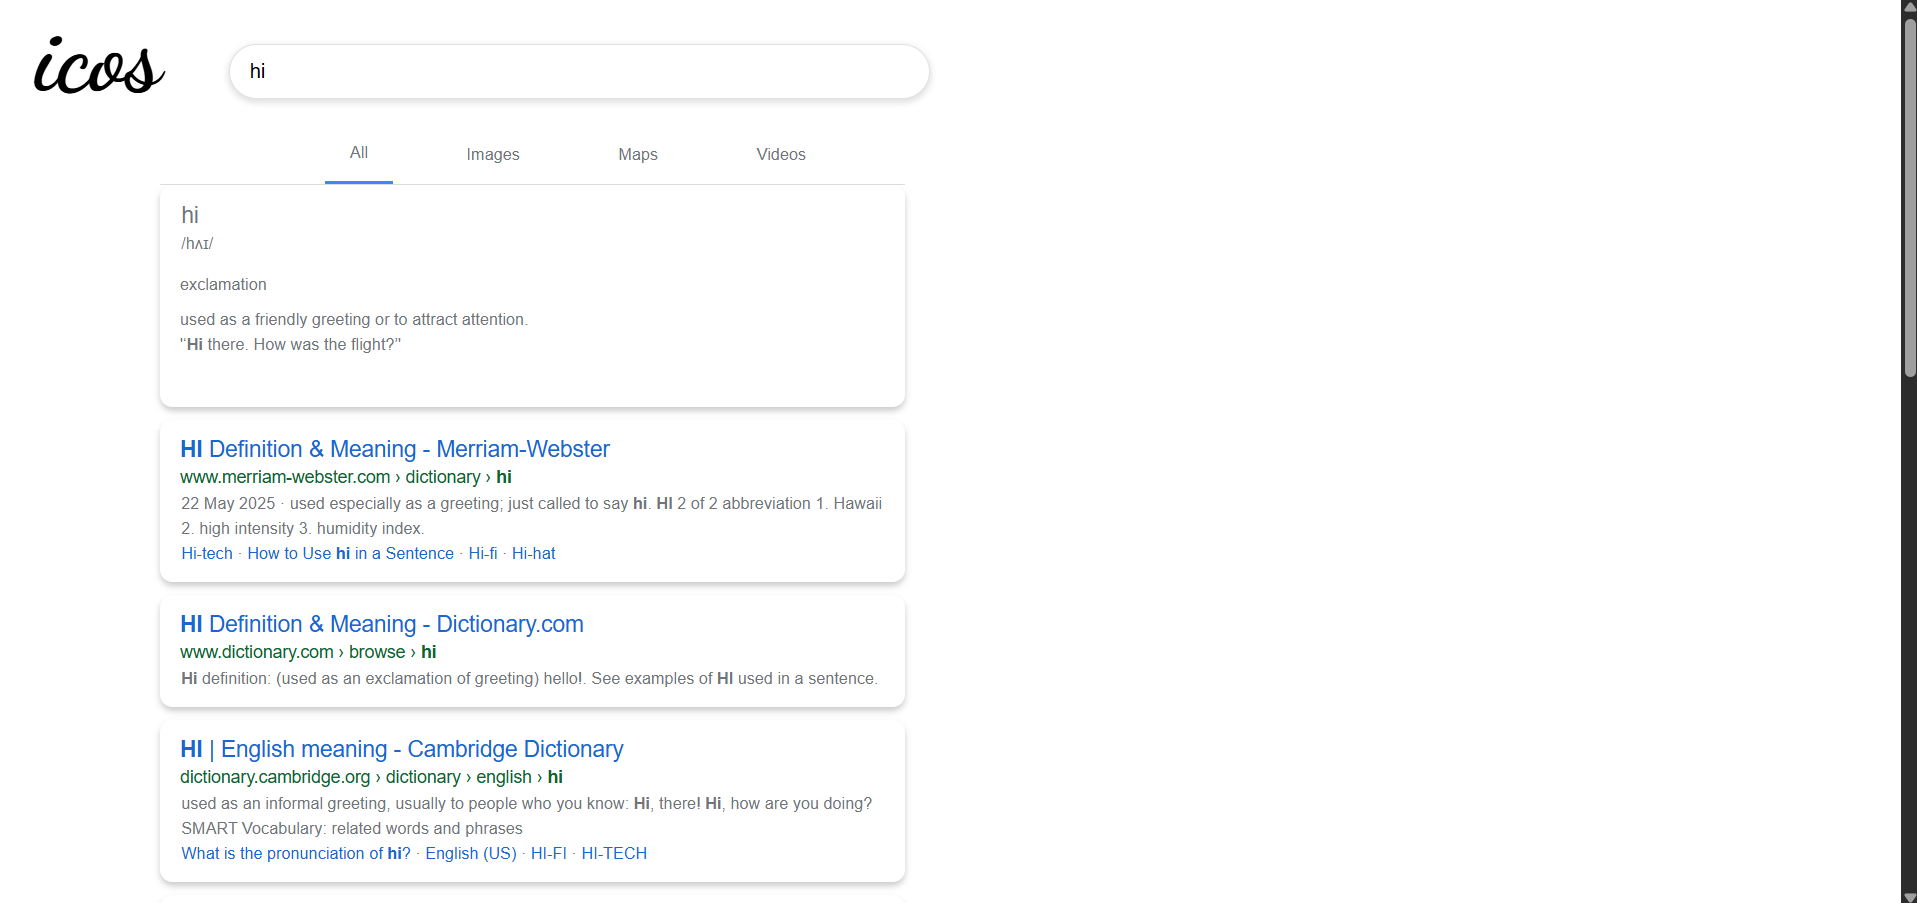 icos
hi
All
Images
Maps
Videos
hi
/hʌɪ/
exclamation
used as a friendly greeting or to attract attention.
"Hi there. How was the flight?"
HI Definition & Meaning - Merriam-Webster
www.merriam-webster.com › dictionary › hi
22 May 2025 · used especially as a greeting; just called to say hi. HI 2 of 2 abbreviation 1. Hawaii
2. high intensity 3. humidity index.
Hi-tech · How to Use hi in a Sentence · Hi-fi · Hi-hat
HI Definition & Meaning - Dictionary.com
www.dictionary.com › browse › hi
Hi definition: (used as an exclamation of greeting) hello!. See examples of HI used in a sentence.
HI | English meaning - Cambridge Dictionary
dictionary.cambridge.org › dictionary › english › hi
used as an informal greeting, usually to people who you know: Hi, there! Hi, how are you doing?
SMART Vocabulary: related words and phrases
What is the pronunciation of hi? · English (US) · HI-FI · HI-TECH